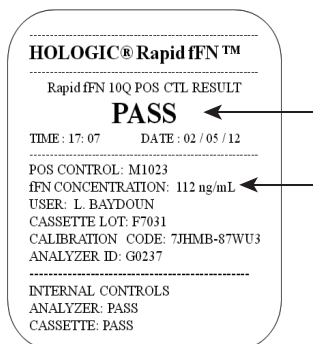 HOLOGIC® Rapid fFN ™
Rapid fFN 10Q POS CTL RESULT
PASS
TIME : 17: 07 DATE : 02 / 05 / 12
POS CONTROL: M1023
fFN CONCENTRATION: 112 ng/mL
USER: L. BAYDOUN
CASSETTE LOT: F7031
CALIBRATION CODE: 7JHMB-87WU3
ANALYZER ID: G0237
INTERNAL CONTROLS
ANALYZER: PASS
CASSETTE: PASS